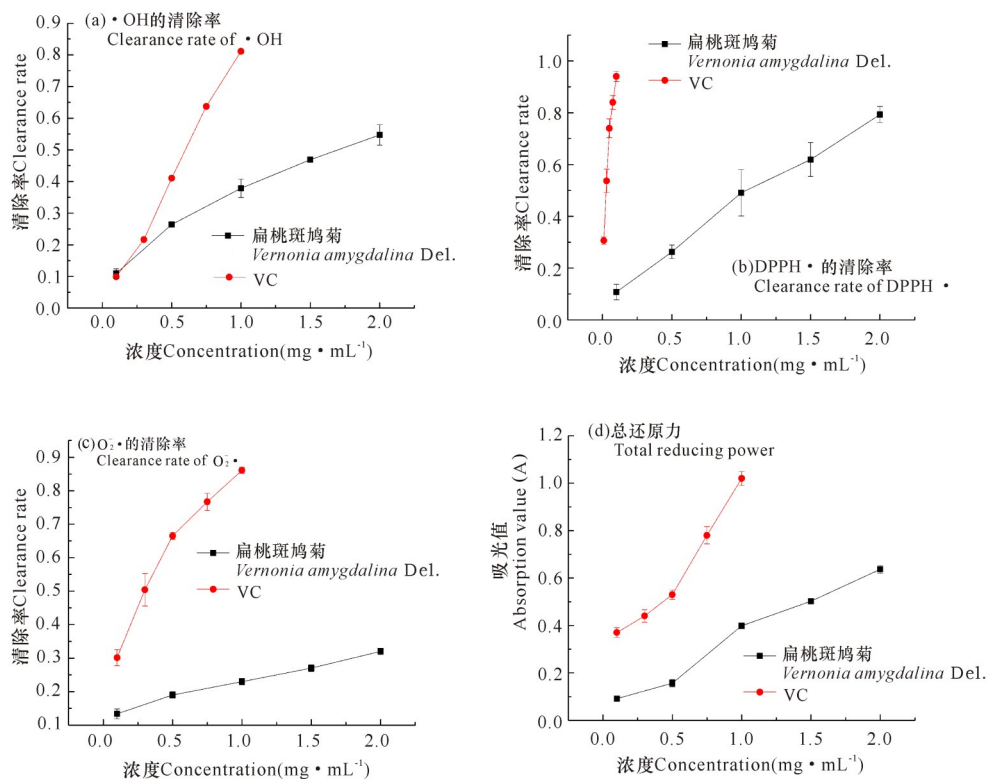 (a)•OH的清除率
Clearance rate of •OH
0.9
0.8
0.7
0.6
0.5
0.4
0.3
0.2
0.1
0.0
清除率Clearance rate
扁桃斑鸠菊
Vernonia amygdalina Del.
VC
0.0 0.5 1.0 1.5 2.0
浓度Concentration(mg•mL⁻¹)
扁桃斑鸠菊
Vernonia amygdalina Del.
VC
1.0
0.8
0.6
0.4
0.2
0.0
清除率Clearance rate
(b)DPPH•的清除率
Clearance rate of DPPH •
0.0 0.5 1.0 1.5 2.0
浓度Concentration(mg•mL⁻¹)
(c)O₂⁻•的清除率
Clearance rate of O₂⁻•
0.9
0.8
0.7
0.6
0.5
0.4
0.3
0.2
0.1
清除率Clearance rate
扁桃斑鸠菊
Vernonia amygdalina Del.
VC
0.0 0.5 1.0 1.5 2.0
浓度Concentration(mg•mL⁻¹)
(d)总还原力
Total reducing power
1.2
1.0
0.8
0.6
0.4
0.2
0.0
吸光值
Absorption value (A)
扁桃斑鸠菊
Vernonia amygdalina Del.
VC
0.0 0.5 1.0 1.5 2.0
浓度Concentration(mg•mL⁻¹)